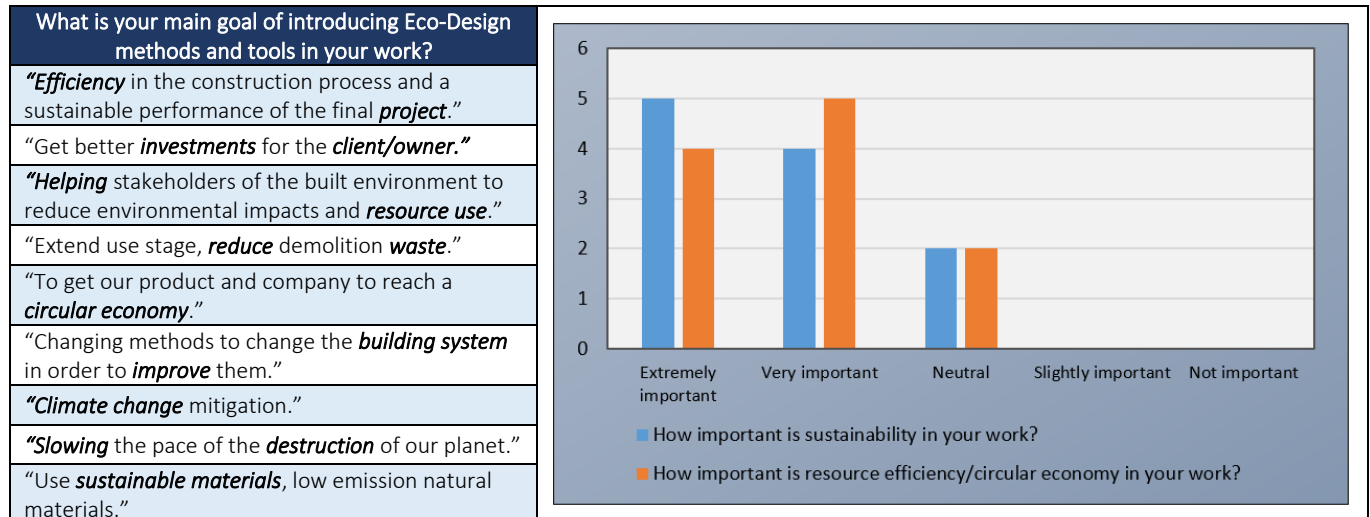 What is your main goal of introducing Eco-Design
methods and tools in your work?
“Efficiency in the construction process and a
sustainable performance of the final project.”
“Get better investments for the client/owner.”
“Helping stakeholders of the built environment to
reduce environmental impacts and resource use.”
“Extend use stage, reduce demolition waste.”
“To get our product and company to reach a
circular economy.”
“Changing methods to change the building system
in order to improve them.”
“Climate change mitigation.”
“Slowing the pace of the destruction of our planet.”
“Use sustainable materials, low emission natural
materials.”
6
5
4
3
2
1
0
Extremely
important
Very important
Neutral
Slightly important
Not important
How important is sustainability in your work?
How important is resource efficiency/circular economy in your work?